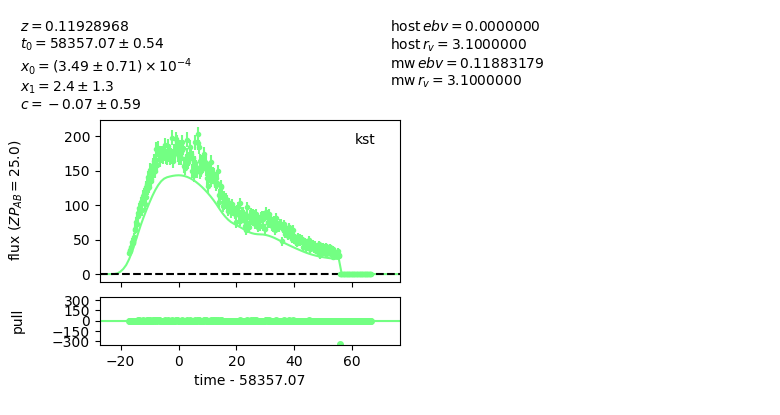 z = 0.11928968
t₀ = 58357.07 ± 0.54
x₀ = (3.49 ± 0.71) × 10⁻⁴
x₁ = 2.4 ± 1.3
c = −0.07 ± 0.59
host ebv = 0.0000000
host r_v = 3.1000000
mw ebv = 0.11883179
mw r_v = 3.1000000
kst
flux (ZP_AB = 25.0)
200
150
100
50
0
pull
300
150
0
−150
−300
−20 0 20 40 60
time - 58357.07